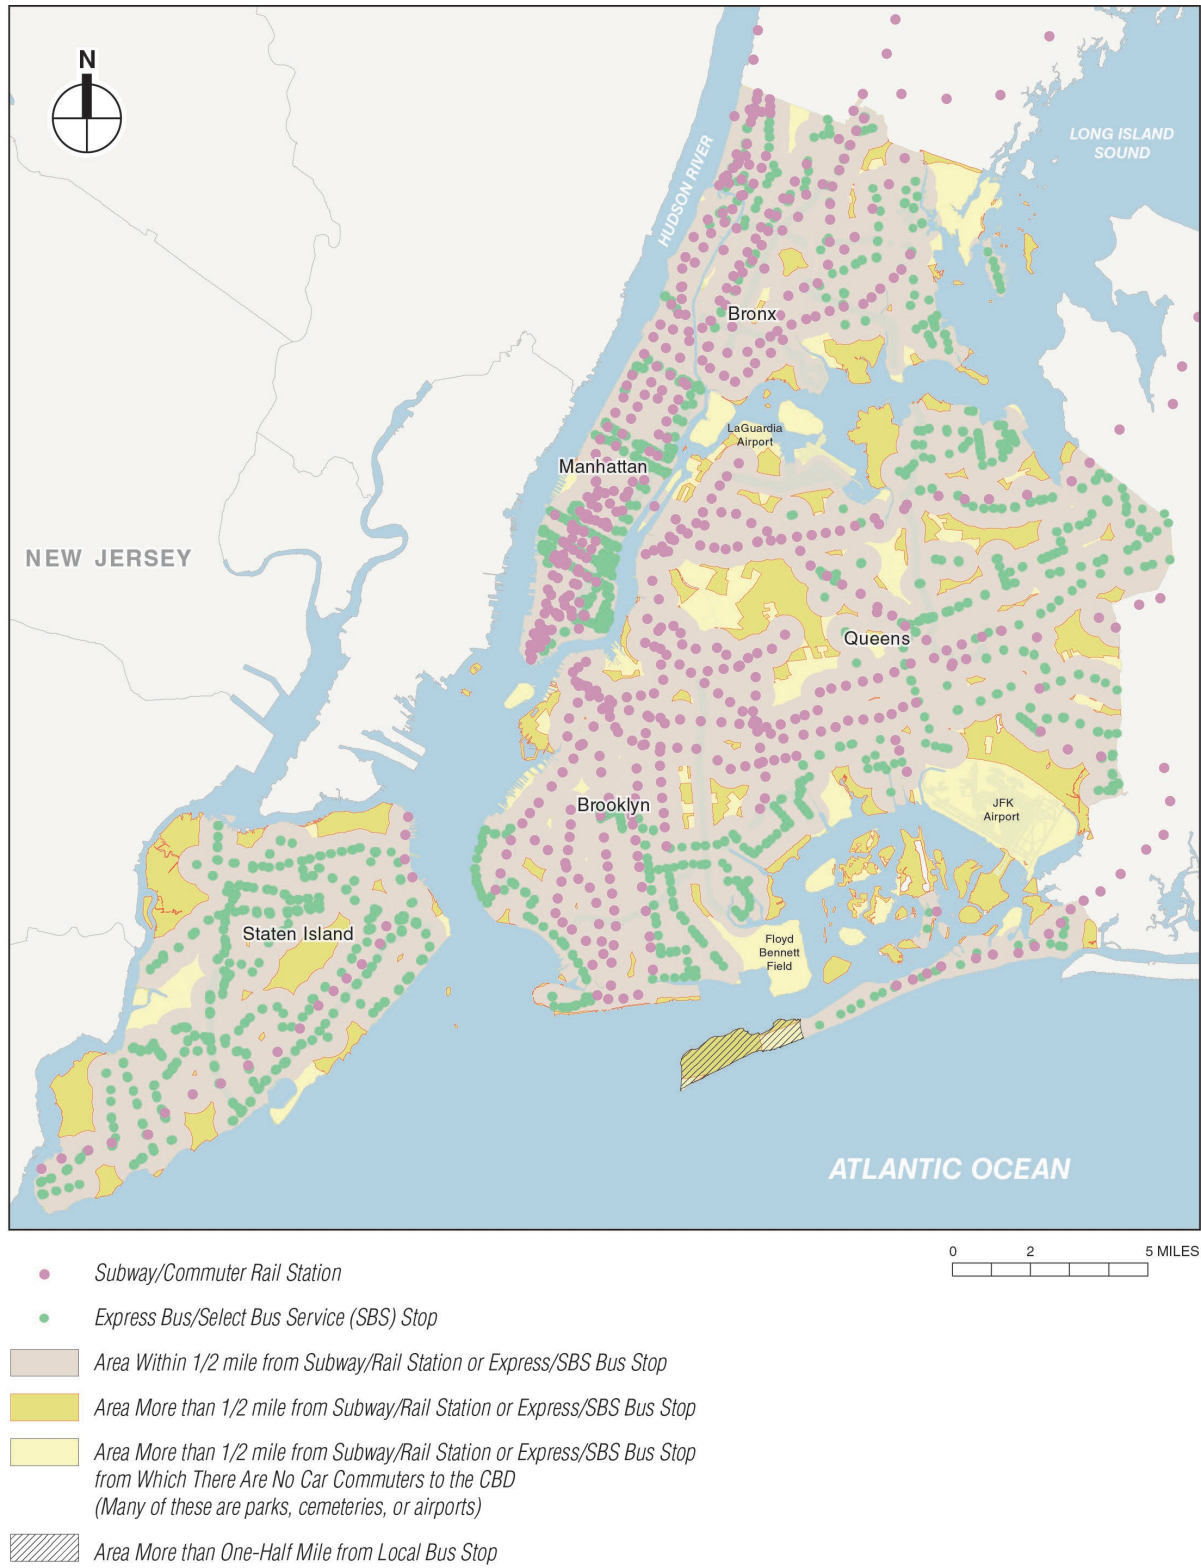 N
HUDSON RIVER
LONG ISLAND
SOUND
Bronx
LaGuardia
Airport
Manhattan
NEW JERSEY
Queens
Brooklyn
JFK
Airport
Staten Island
Floyd
Bennett
Field
ATLANTIC OCEAN
0 2 5 MILES
Subway/Commuter Rail Station
Express Bus/Select Bus Service (SBS) Stop
Area Within 1/2 mile from Subway/Rail Station or Express/SBS Bus Stop
Area More than 1/2 mile from Subway/Rail Station or Express/SBS Bus Stop
Area More than 1/2 mile from Subway/Rail Station or Express/SBS Bus Stop
from Which There Are No Car Commuters to the CBD
(Many of these are parks, cemeteries, or airports)
Area More than One-Half Mile from Local Bus Stop